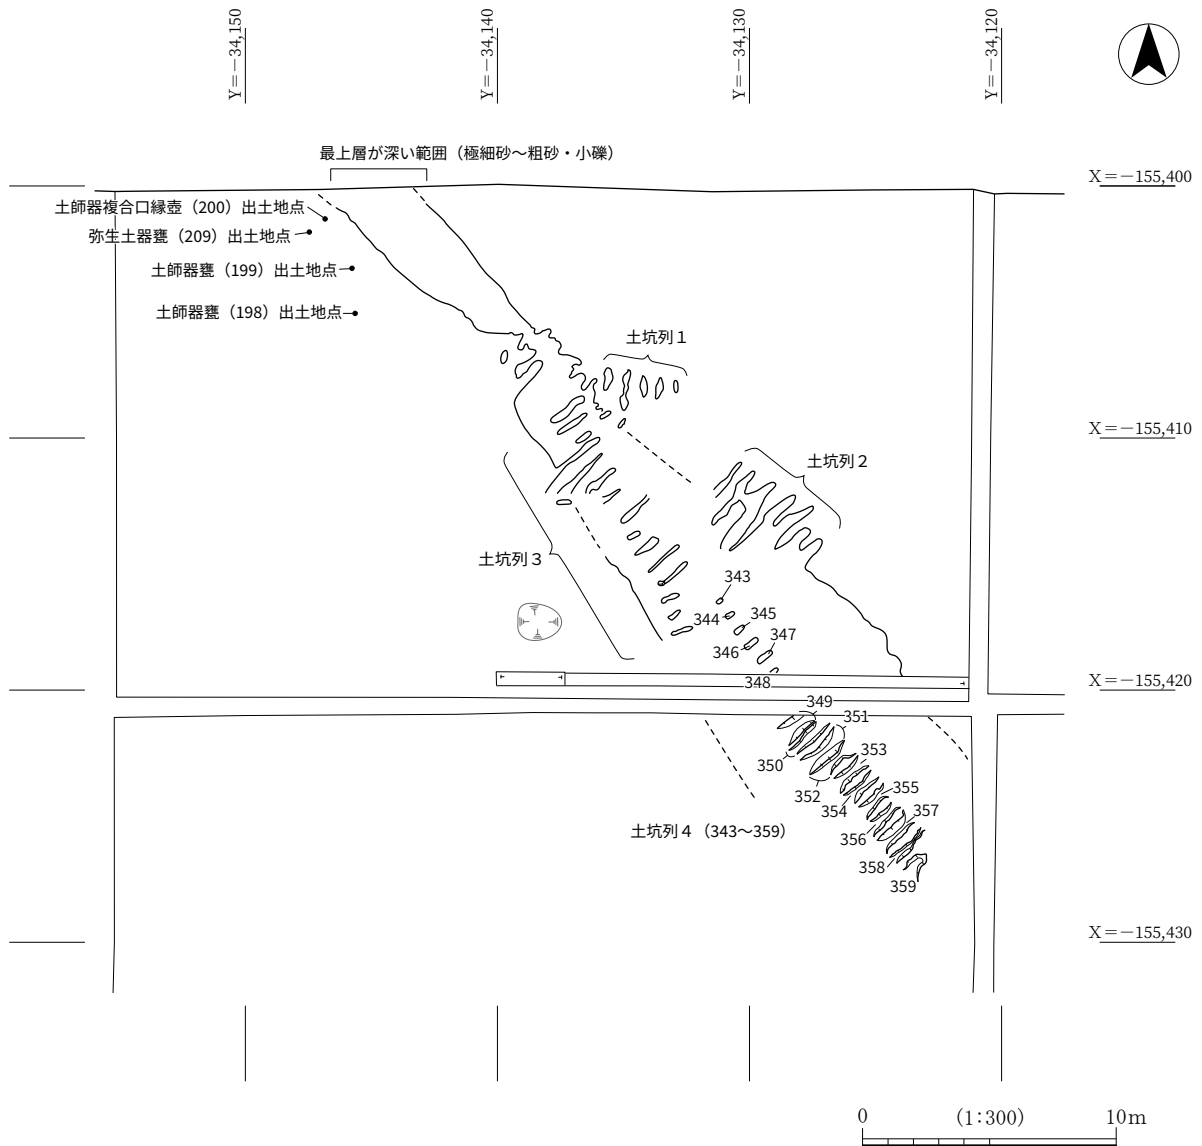 Y＝－34,150
Y＝－34,140
Y＝－34,130
Y＝－34,120
最上層が深い範囲（極細砂～粗砂・小礫）
X＝－155,400
土師器複合口縁壺（200）出土地点
弥生土器甕（209）出土地点
土師器甕（199）出土地点
土師器甕（198）出土地点
土坑列１
X＝－155,410
土坑列２
土坑列３
343
344
345
346
347
348
X＝－155,420
349
350
351
352
353
354
355
356
357
358
359
土坑列４（343～359）
X＝－155,430
0 (1:300) 10m